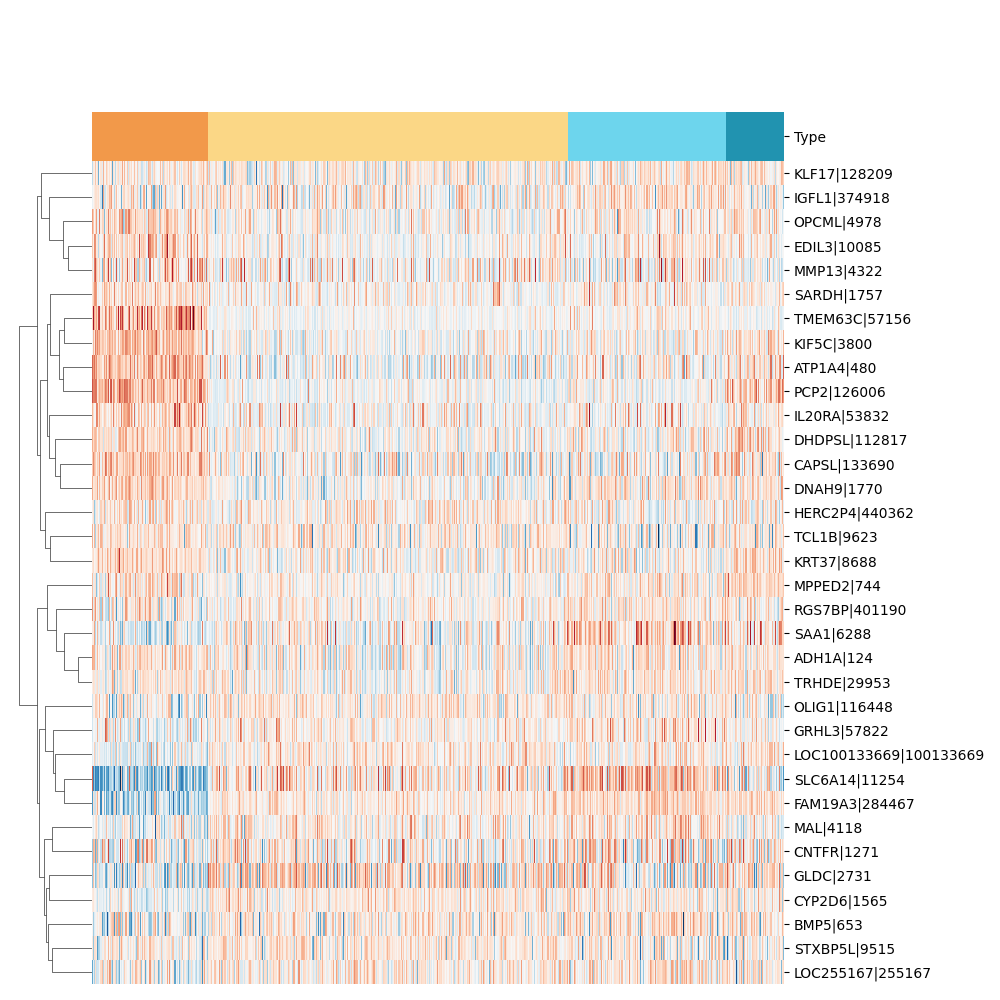 Type
KLF17|128209
IGFL1|374918
OPCML|4978
EDIL3|10085
MMP13|4322
SARDH|1757
TMEM63C|57156
KIF5C|3800
ATP1A4|480
PCP2|126006
IL20RA|53832
DHDPSL|112817
CAPSL|133690
DNAH9|1770
HERC2P4|440362
TCL1B|9623
KRT37|8688
MPPED2|744
RGS7BP|401190
SAA1|6288
ADH1A|124
TRHDE|29953
OLIG1|116448
GRHL3|57822
LOC100133669|100133669
SLC6A14|11254
FAM19A3|284467
MAL|4118
CNTFR|1271
GLDC|2731
CYP2D6|1565
BMP5|653
STXBP5L|9515
LOC255167|255167